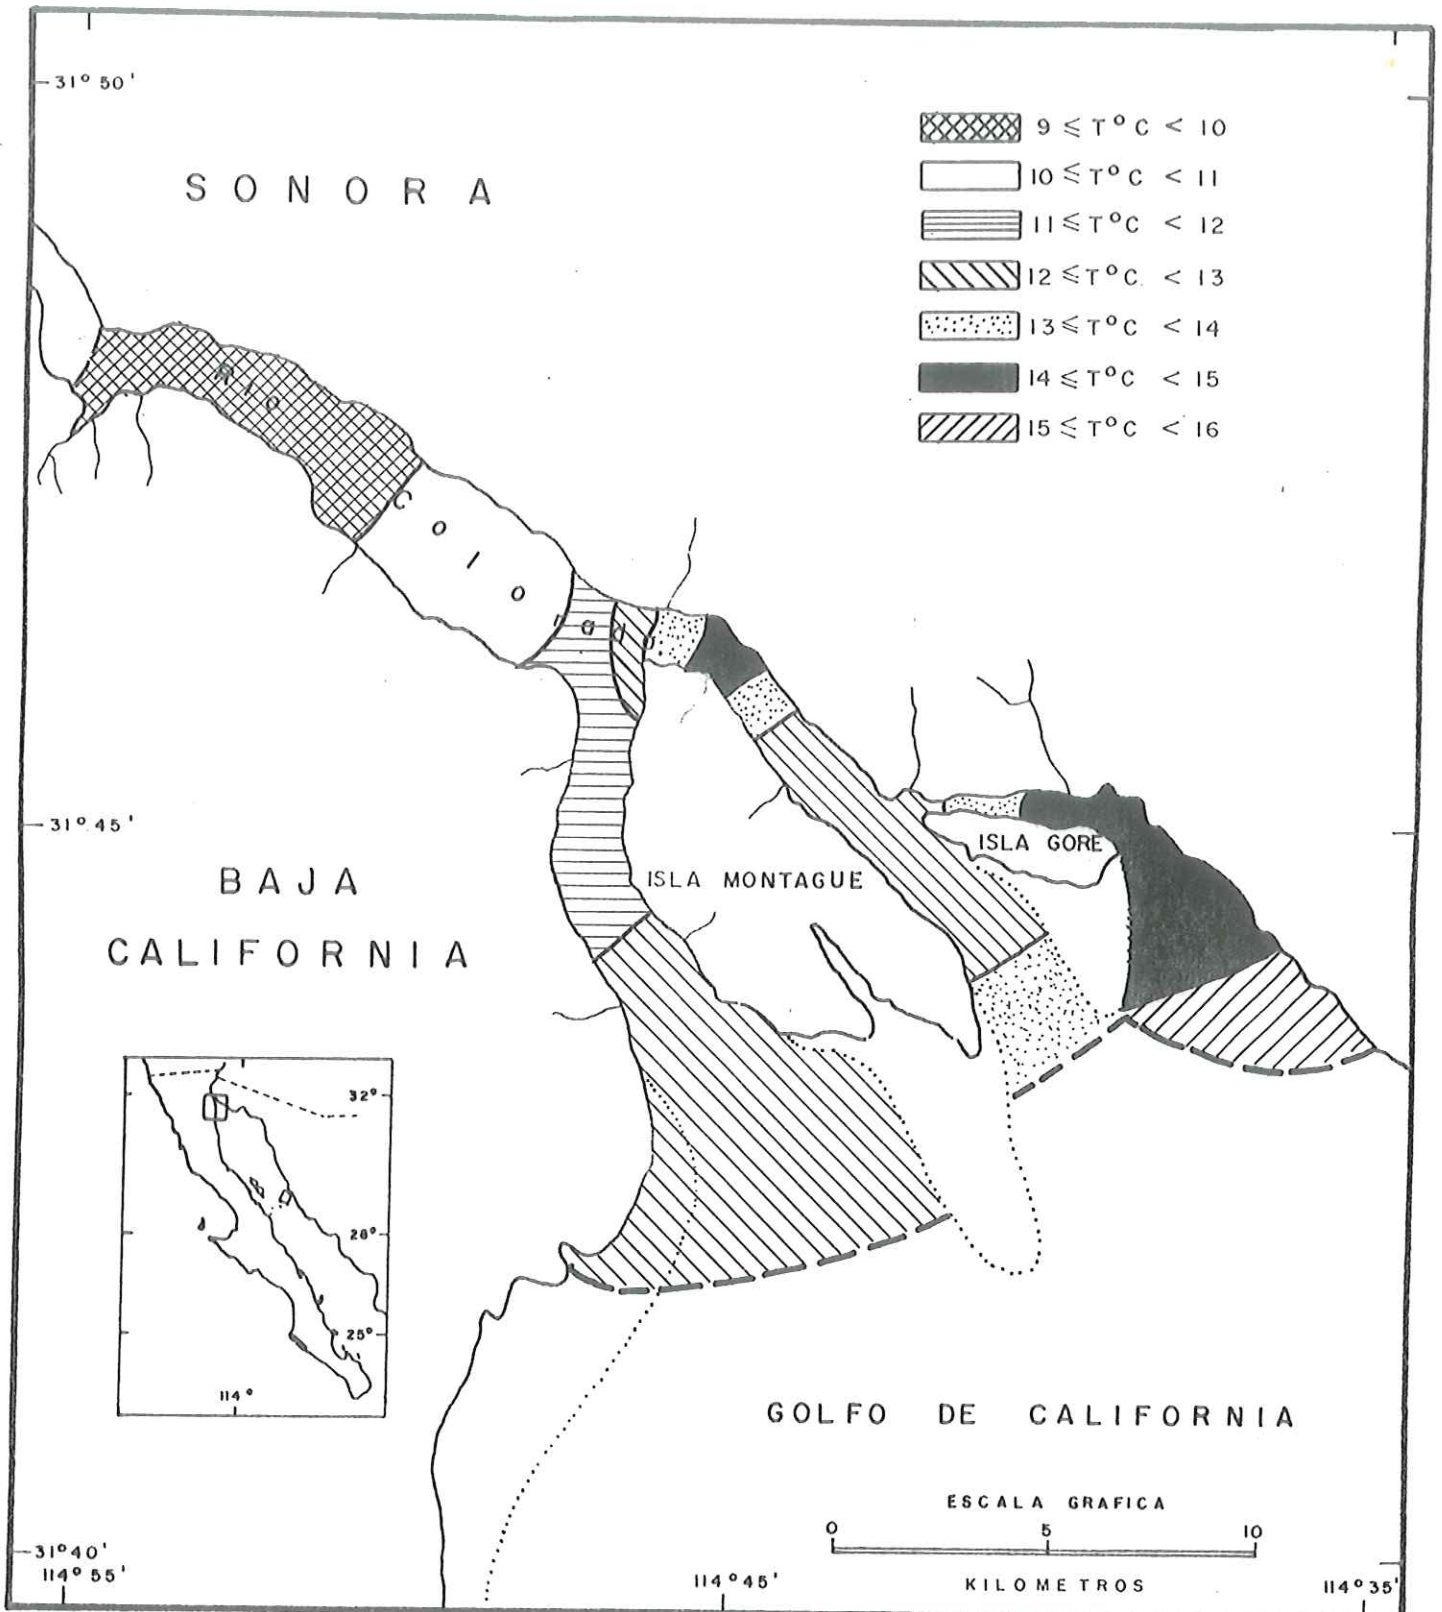 31° 50'
SONORA
9 ≤ T°C < 10
10 ≤ T°C < 11
11 ≤ T°C < 12
12 ≤ T°C < 13
13 ≤ T°C < 14
14 ≤ T°C < 15
15 ≤ T°C < 16
Rio
Colorado
31° 45'
ISLA GORE
ISLA MONTAGUE
BAJA
CALIFORNIA
32°
28°
25°
114°
GOLFO DE CALIFORNIA
ESCALA GRAFICA
0 5 10
KILOMETROS
31° 40'
114° 55'
114° 45'
114° 35'